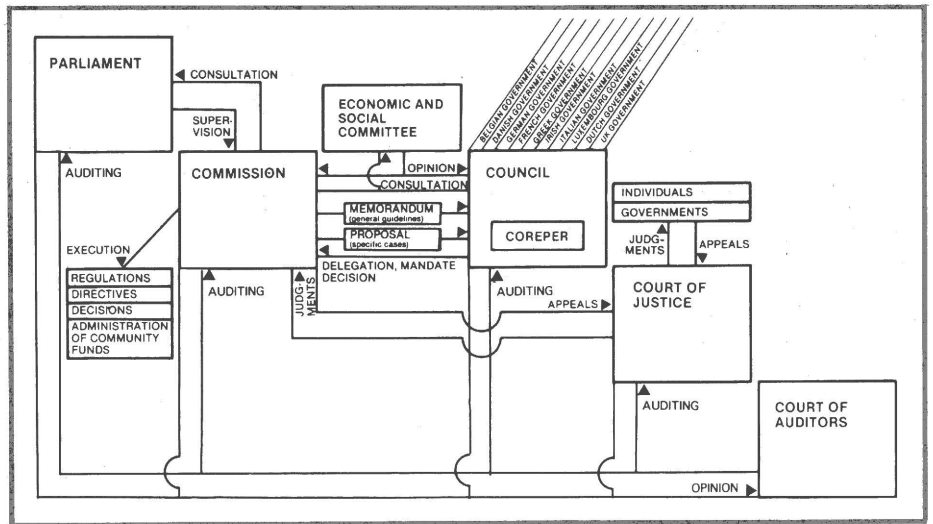 PARLIAMENT
CONSULTATION
SUPER-
VISION
AUDITING
ECONOMIC AND
SOCIAL
COMMITTEE
BELGIAN GOVERNMENT
DANISH GOVERNMENT
GERMAN GOVERNMENT
FRENCH GOVERNMENT
GREEK GOVERNMENT
IRISH GOVERNMENT
ITALIAN GOVERNMENT
LUXEMBOURG GOVERNMENT
DUTCH GOVERNMENT
UK GOVERNMENT
COMMISSION
OPINION
CONSULTATION
MEMORANDUM
(general guidelines)
PROPOSAL
(specific cases)
DELEGATION, MANDATE
DECISION
COUNCIL
COREPER
INDIVIDUALS
GOVERNMENTS
JUDG-
MENTS
APPEALS
EXECUTION
REGULATIONS
DIRECTIVES
DECISIONS
ADMINISTRATION
OF COMMUNITY
FUNDS
AUDITING
JUDG-
MENTS
AUDITING
APPEALS
COURT OF
JUSTICE
AUDITING
COURT OF
AUDITORS
OPINION